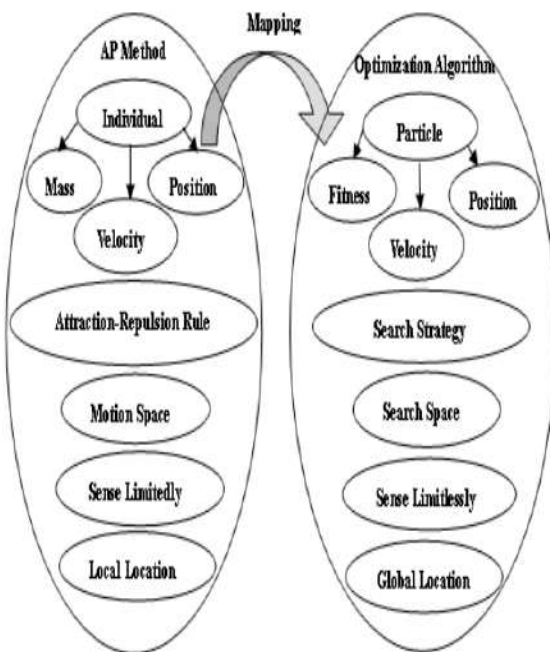 Mapping
AP Method
Individual
Mass
Position
Velocity
Attraction-Repulsion Rule
Motion Space
Sense Limitedly
Local Location
Optimization Algorithm
Particle
Fitness
Position
Velocity
Search Strategy
Search Space
Sense Limitlessly
Global Location